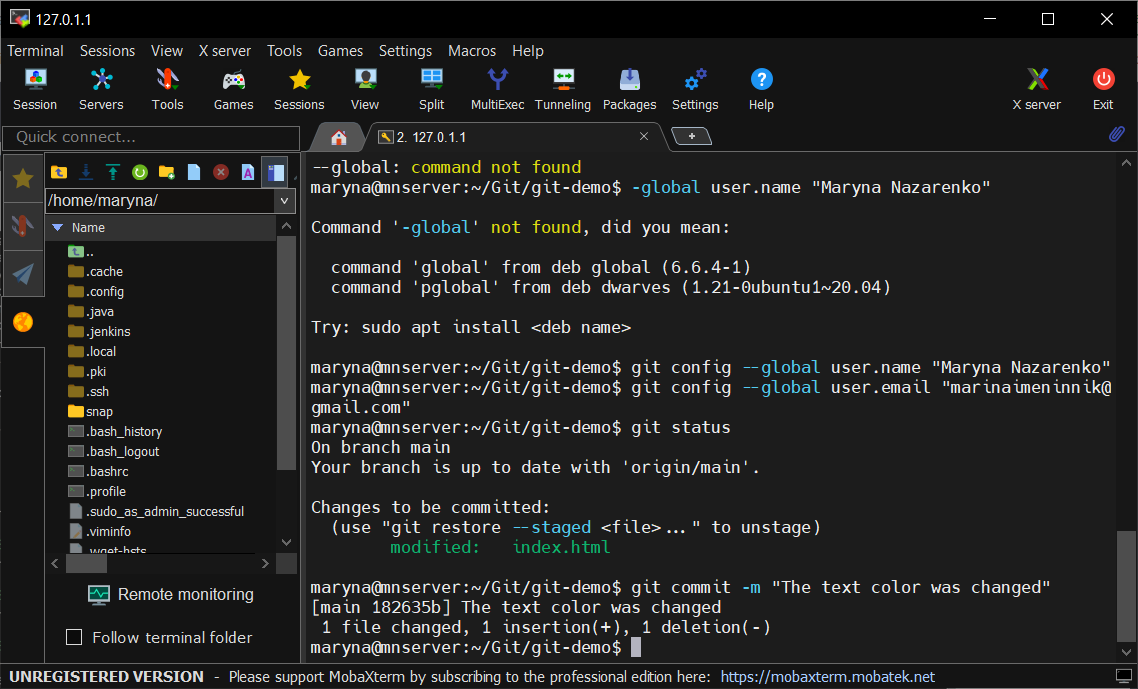 127.0.1.1
Terminal Sessions View X server Tools Games Settings Macros Help
Session Servers Tools Games Sessions View Split MultiExec Tunneling Packages Settings Help X server Exit
Quick connect...
2. 127.0.1.1
/home/maryna/
Name
..
.cache
.config
.java
.jenkins
.local
.pki
.ssh
snap
.bash_history
.bash_logout
.bashrc
.profile
.sudo_as_admin_successful
.viminfo
.wget-hsts
Remote monitoring
Follow terminal folder
--global: command not found
maryna@mnserver:~/Git/git-demo$ -global user.name "Maryna Nazarenko"
Command '-global' not found, did you mean:
command 'global' from deb global (6.6.4-1)
command 'pglobal' from deb dwarves (1.21-0ubuntu1~20.04)
Try: sudo apt install <deb name>
maryna@mnserver:~/Git/git-demo$ git config --global user.name "Maryna Nazarenko"
maryna@mnserver:~/Git/git-demo$ git config --global user.email "marinaimeninnik@
gmail.com"
maryna@mnserver:~/Git/git-demo$ git status
On branch main
Your branch is up to date with 'origin/main'.
Changes to be committed:
(use "git restore --staged <file>..." to unstage)
modified:   index.html
maryna@mnserver:~/Git/git-demo$ git commit -m "The text color was changed"
[main 182635b] The text color was changed
1 file changed, 1 insertion(+), 1 deletion(-)
maryna@mnserver:~/Git/git-demo$
UNREGISTERED VERSION - Please support MobaXterm by subscribing to the professional edition here: https://mobaxterm.mobatek.net